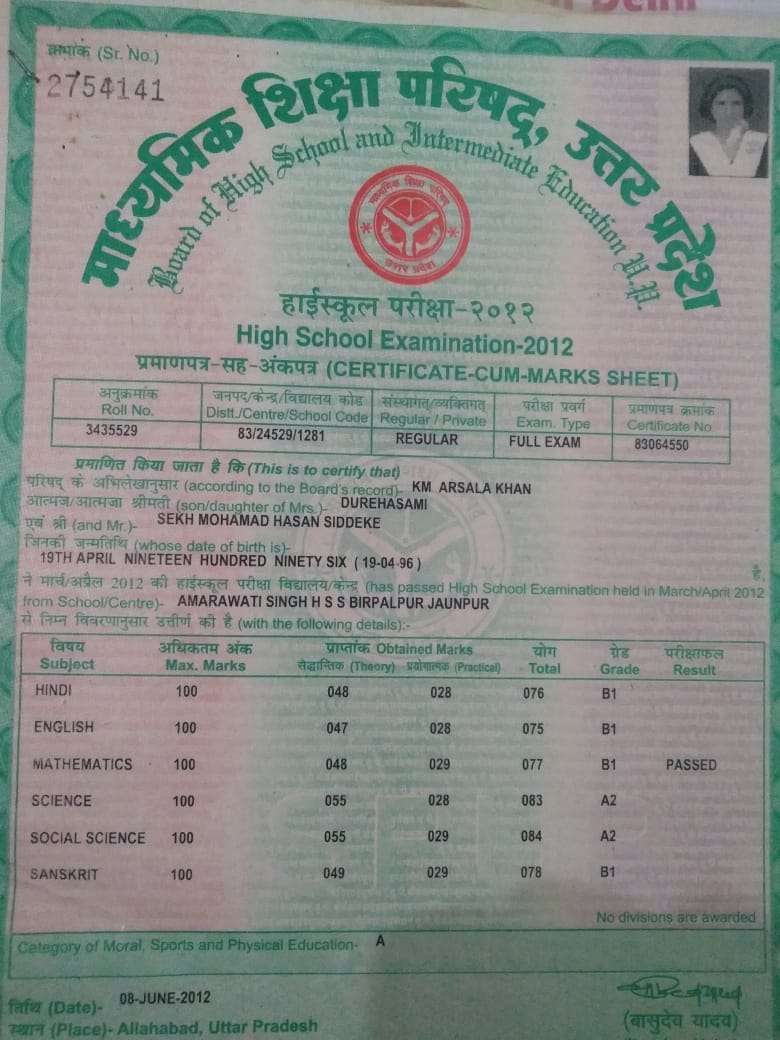 क्रमांक (Sr. No.)
2754141
माध्यमिक शिक्षा परिषद्, उत्तर प्रदेश
Board of High School and Intermediate Education U.P.
माध्यमिक शिक्षा परिषद्
उत्तर प्रदेश
हाईस्कूल परीक्षा-२०१२
High School Examination-2012
प्रमाणपत्र-सह-अंकपत्र (CERTIFICATE-CUM-MARKS SHEET)
अनुक्रमांक जनपद/केन्द्र/विद्यालय कोड संस्थागत/व्यक्तिगत परीक्षा प्रवर्ग प्रमाणपत्र क्रमांक
Roll No. Distt./Centre/School Code Regular / Private Exam. Type Certificate No
3435529 83/24529/1281 REGULAR FULL EXAM 83064550
प्रमाणित किया जाता है कि (This is to certify that)
परिषद् के अभिलेखानुसार (according to the Board's record)- KM ARSALA KHAN
आत्मज/आत्मजा श्रीमती (son/daughter of Mrs.)- DUREHASAMI
एवं श्री (and Mr.)- SEKH MOHAMAD HASAN SIDDEKE
जिनकी जन्मतिथि (whose date of birth is)-
19TH APRIL NINETEEN HUNDRED NINETY SIX ( 19-04-96 ) है,
ने मार्च/अप्रैल 2012 की हाईस्कूल परीक्षा विद्यालय/केन्द्र (has passed High School Examination held in March/April 2012
from School/Centre)- AMARAWATI SINGH H S S BIRPALPUR JAUNPUR
से निम्न विवरणानुसार उत्तीर्ण की है (with the following details):-
विषय अधिकतम अंक प्राप्तांक Obtained Marks योग ग्रेड परीक्षाफल
Subject Max. Marks सैद्धान्तिक (Theory) प्रयोगात्मक (Practical) Total Grade Result
HINDI 100 048 028 076 B1
ENGLISH 100 047 028 075 B1
MATHEMATICS 100 048 029 077 B1 PASSED
SCIENCE 100 055 028 083 A2
SOCIAL SCIENCE 100 055 029 084 A2
SANSKRIT 100 049 029 078 B1
No divisions are awarded
Category of Moral, Sports and Physical Education- A
तिथि (Date)- 08-JUNE-2012
स्थान (Place)- Allahabad, Uttar Pradesh
(बासुदेव यादव)